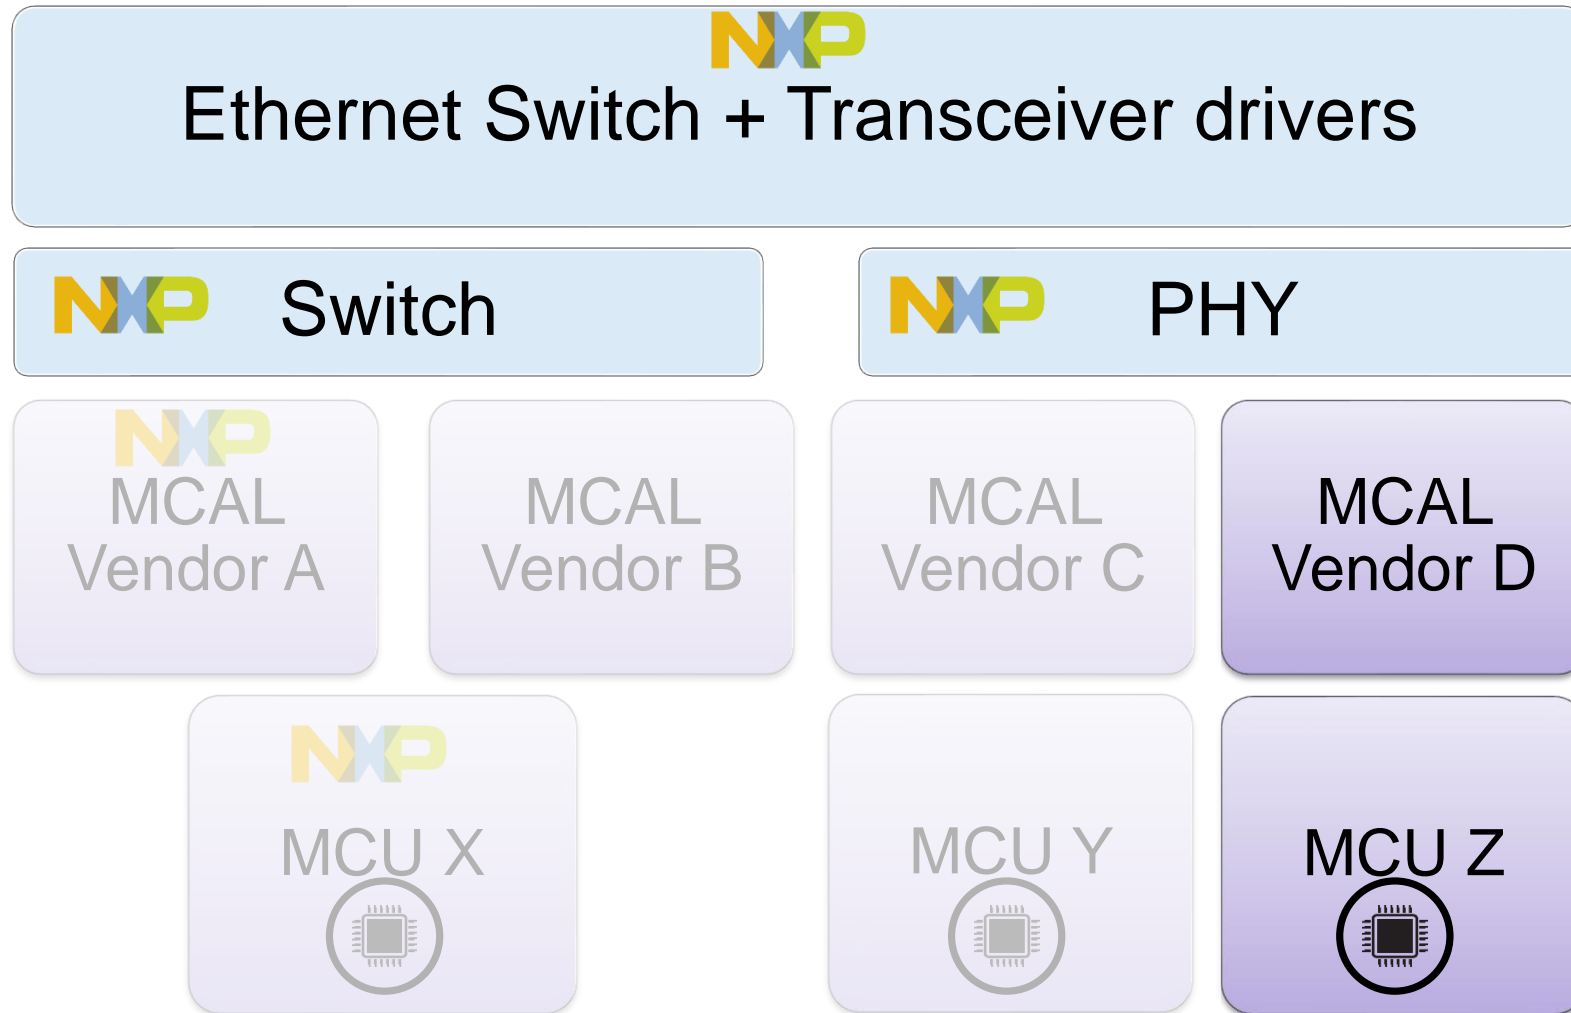 NXP
Ethernet Switch + Transceiver drivers
NXP Switch
NXP PHY
NXP
MCAL
Vendor A
MCAL
Vendor B
MCAL
Vendor C
MCAL
Vendor D
NXP
MCU X
MCU Y
MCU Z